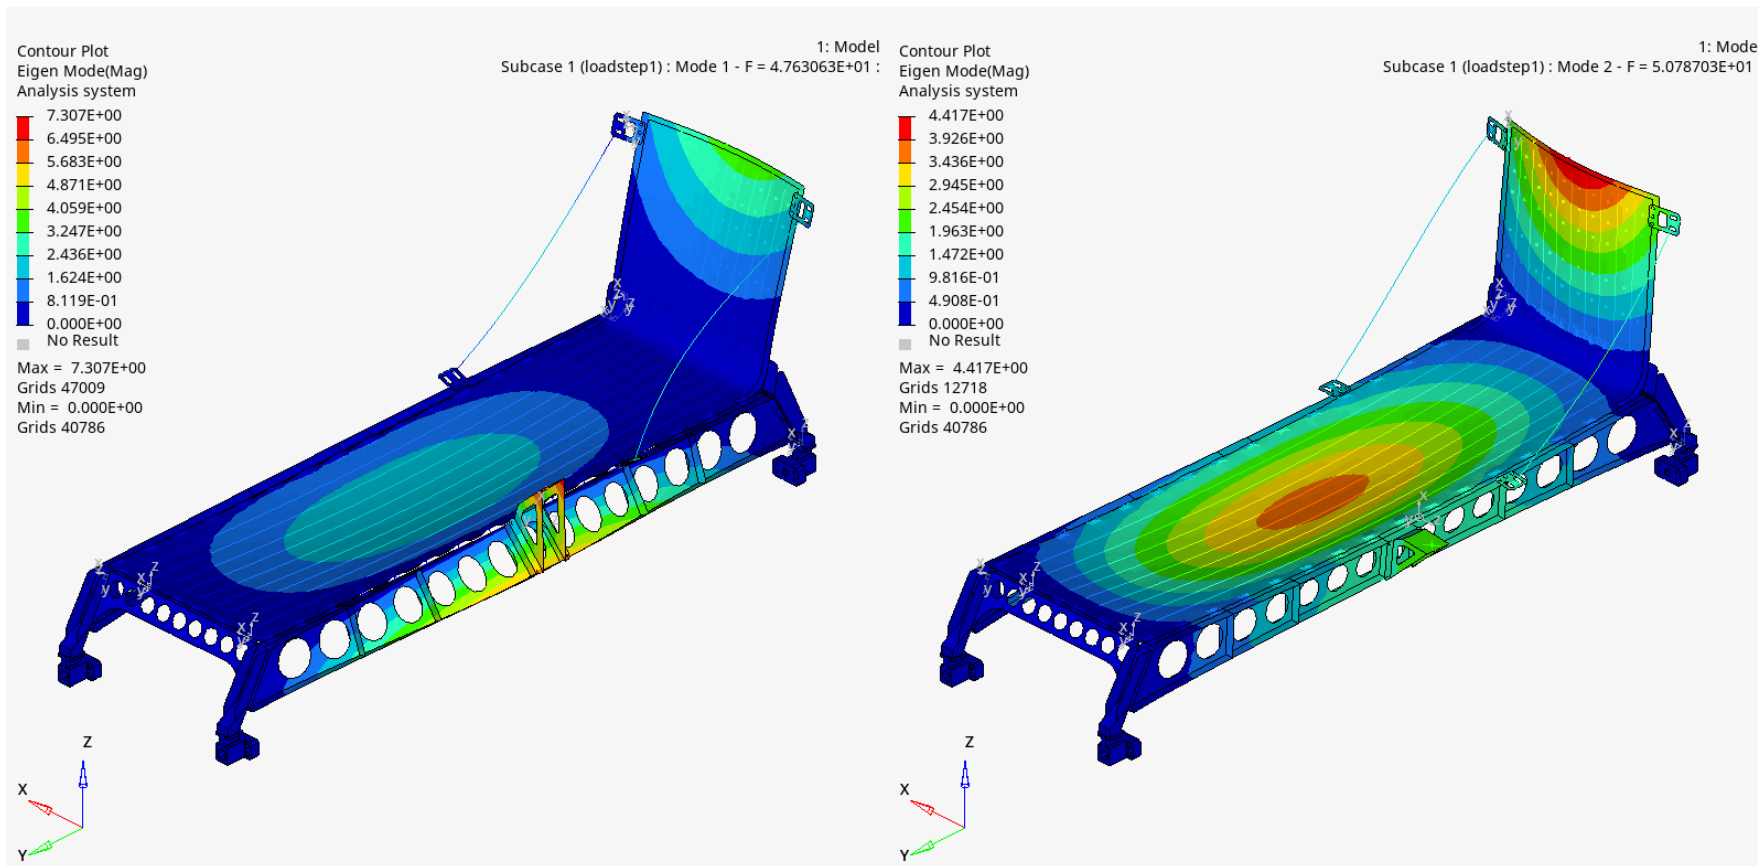 Contour Plot
Eigen Mode(Mag)
Analysis system
7.307E+00
6.495E+00
5.683E+00
4.871E+00
4.059E+00
3.247E+00
2.436E+00
1.624E+00
8.119E-01
0.000E+00
No Result
Max = 7.307E+00
Grids 47009
Min = 0.000E+00
Grids 40786
1: Model
Subcase 1 (loadstep1) : Mode 1 - F = 4.763063E+01 :
Z
X
Y
Contour Plot
Eigen Mode(Mag)
Analysis system
4.417E+00
3.926E+00
3.436E+00
2.945E+00
2.454E+00
1.963E+00
1.472E+00
9.816E-01
4.908E-01
0.000E+00
No Result
Max = 4.417E+00
Grids 12718
Min = 0.000E+00
Grids 40786
1: Mode
Subcase 1 (loadstep1) : Mode 2 - F = 5.078703E+01
Z
X
Y